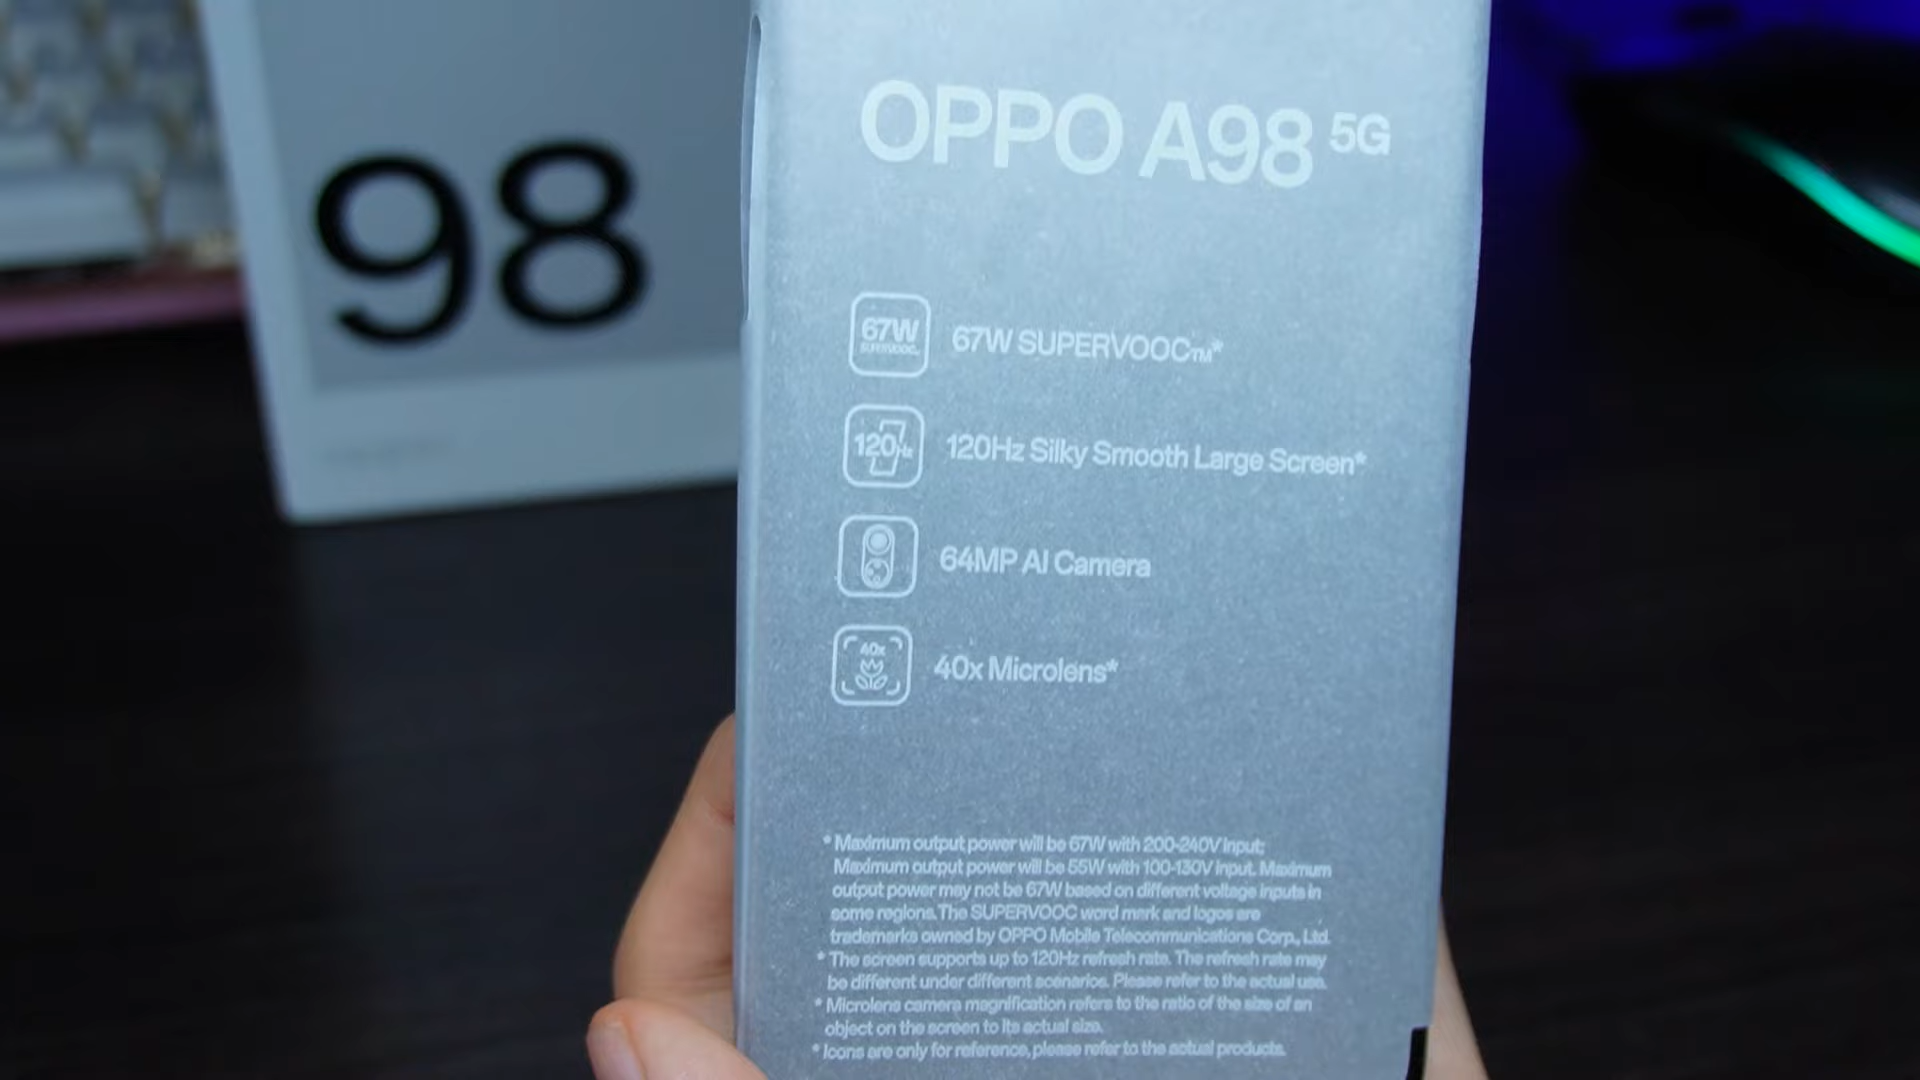 98
OPPO A98 5G
67W
SUPERVOOC
67W SUPERVOOC™*
120Hz
120Hz Silky Smooth Large Screen*
64MP AI Camera
40x
40x Microlens*
* Maximum output power will be 67W with 200-240V input;
Maximum output power will be 55W with 100-130V input. Maximum
output power may not be 67W based on different voltage inputs in
some regions. The SUPERVOOC word mark and logos are
trademarks owned by OPPO Mobile Telecommunications Corp., Ltd.
* The screen supports up to 120Hz refresh rate. The refresh rate may
be different under different scenarios. Please refer to the actual use.
* Microlens camera magnification refers to the ratio of the size of an
object on the screen to its actual size.
* Icons are only for reference, please refer to the actual products.